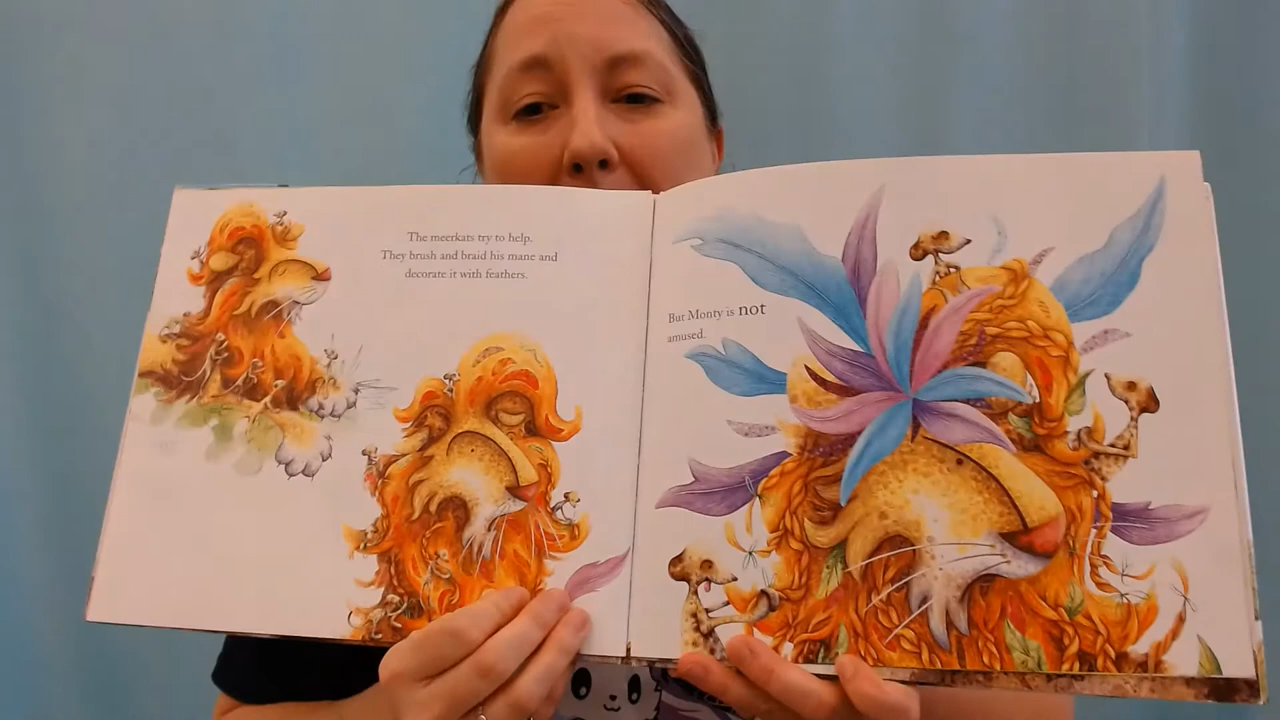 The meerkats try to help.
They brush and braid his mane and
decorate it with feathers.
But Monty is not
amused.